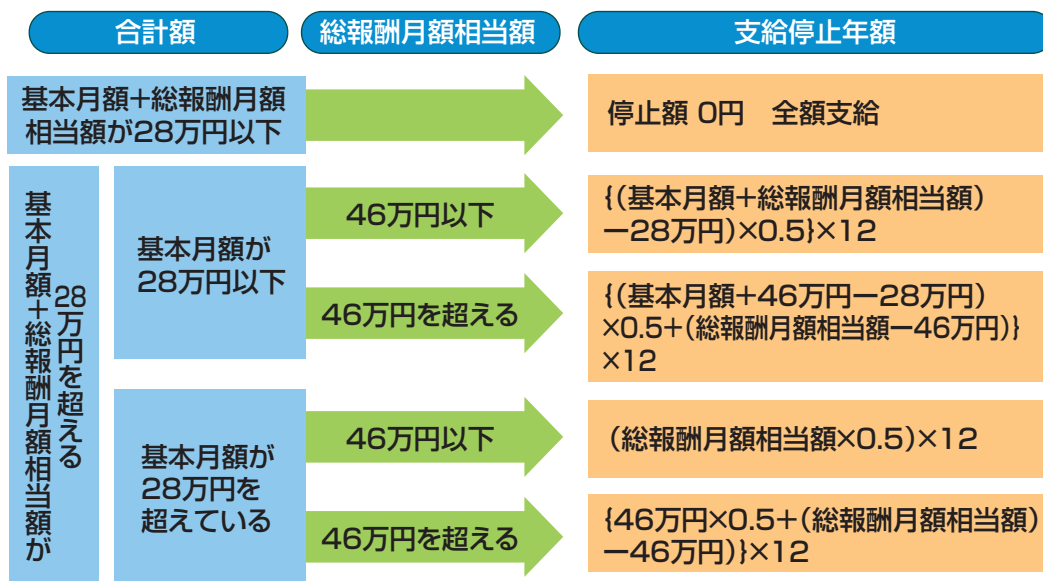 合計額
総報酬月額相当額
支給停止年額
基本月額+総報酬月額
相当額が28万円以下
停止額 0円　全額支給
基本月額+総報酬月額相当額が
28万円を超える
基本月額が
28万円以下
46万円以下
{(基本月額+総報酬月額相当額)
ー28万円)×0.5}×12
46万円を超える
{(基本月額+46万円ー28万円)
×0.5+(総報酬月額相当額ー46万円)}
×12
基本月額が
28万円を
超えている
46万円以下
(総報酬月額相当額×0.5)×12
46万円を超える
{46万円×0.5+(総報酬月額相当額)
ー46万円)}×12